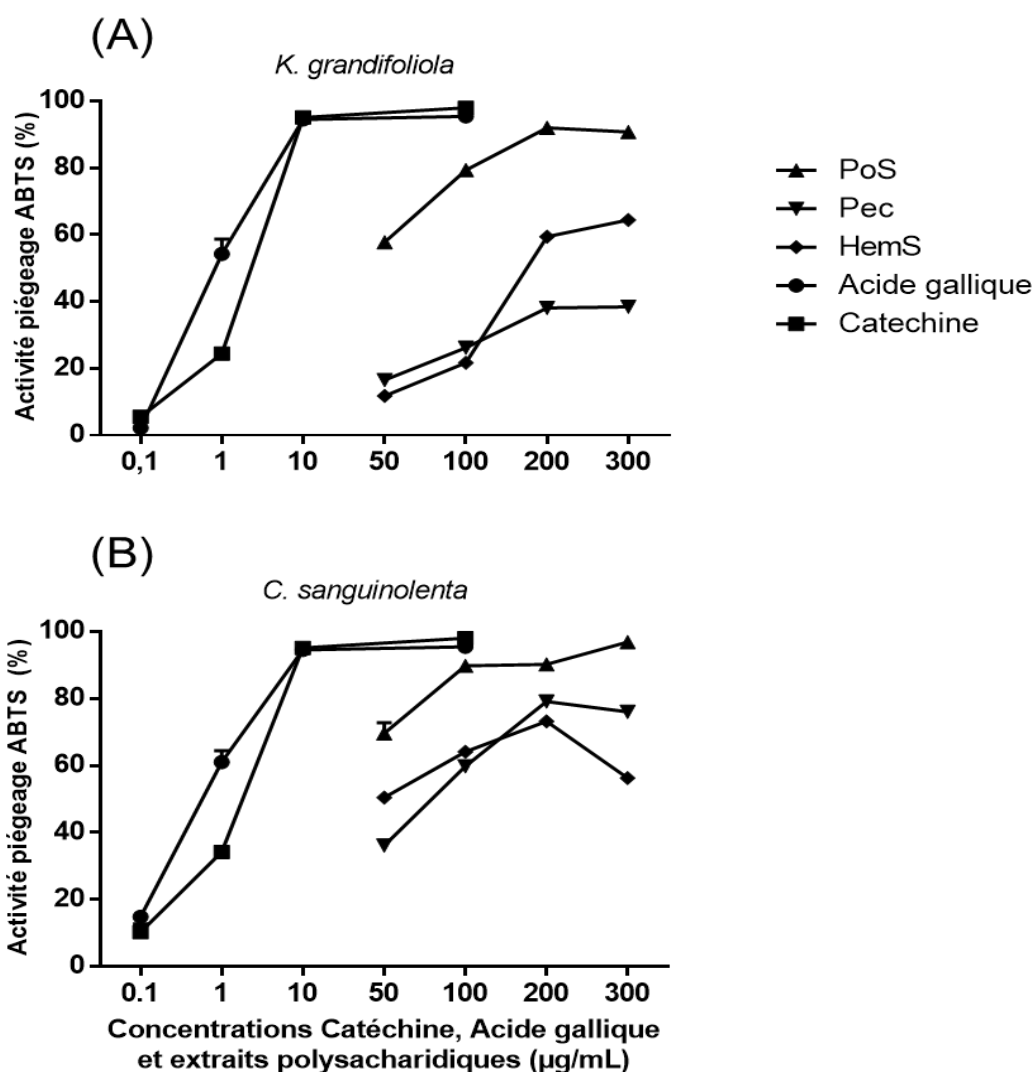 (A)
K. grandifoliola
Activité piégeage ABTS (%)
100
80
60
40
20
0
0,1 1 10 50 100 200 300
PoS
Pec
HemS
Acide gallique
Catechine
(B)
C. sanguinolenta
Activité piégeage ABTS (%)
100
80
60
40
20
0
0.1 1 10 50 100 200 300
Concentrations Catéchine, Acide gallique
et extraits polysacharidiques (µg/mL)